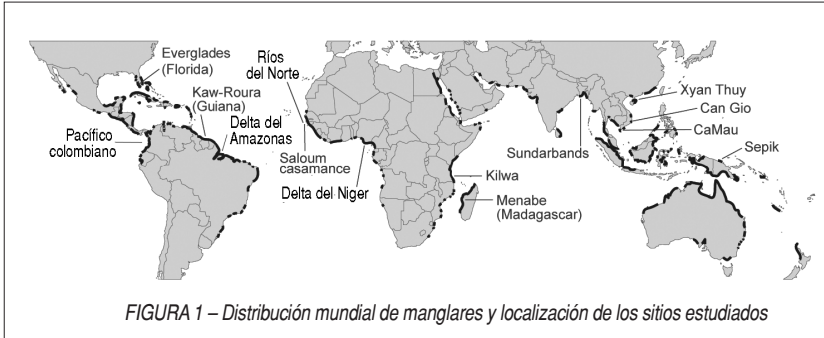 Everglades
(Florida)
Kaw-Roura
(Guiana)
Delta del
Amazonas
Pacífico
colombiano
Ríos
del Norte
Saloum
casamance
Delta del Niger
Kilwa
Menabe
(Madagascar)
Sundarbands
Xyan Thuy
Can Gio
CaMau
Sepik
FIGURA 1 – Distribución mundial de manglares y localización de los sitios estudiados